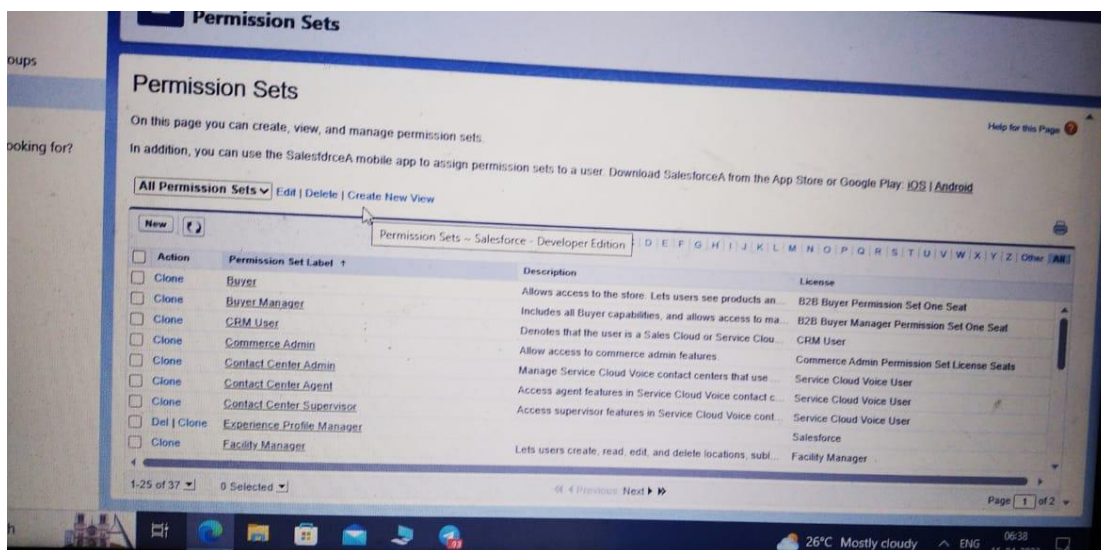 Permission Sets
oups
ooking for?
Permission Sets
On this page you can create, view, and manage permission sets.
Help for this Page ?
In addition, you can use the SalesforceA mobile app to assign permission sets to a user. Download SalesforceA from the App Store or Google Play: iOS | Android
All Permission Sets Edit | Delete | Create New View
New
Permission Sets ~ Salesforce - Developer Edition
D | E | F | G | H | I | J | K | L | M | N | O | P | Q | R | S | T | U | V | W | X | Y | Z | Other | All
Action Permission Set Label ↑ Description License
Clone Buyer Allows access to the store. Lets users see products an... B2B Buyer Permission Set One Seat
Clone Buyer Manager Includes all Buyer capabilities, and allows access to ma... B2B Buyer Manager Permission Set One Seat
Clone CRM User Denotes that the user is a Sales Cloud or Service Clou... CRM User
Clone Commerce Admin Allow access to commerce admin features. Commerce Admin Permission Set License Seats
Clone Contact Center Admin Manage Service Cloud Voice contact centers that use ... Service Cloud Voice User
Clone Contact Center Agent Access agent features in Service Cloud Voice contact c... Service Cloud Voice User
Clone Contact Center Supervisor Access supervisor features in Service Cloud Voice cont... Service Cloud Voice User
Del | Clone Experience Profile Manager Salesforce
Clone Facility Manager Lets users create, read, edit, and delete locations, subl... Facility Manager
1-25 of 37 0 Selected Previous Next Page 1 of 2
h 93 26°C Mostly cloudy ENG 06:38